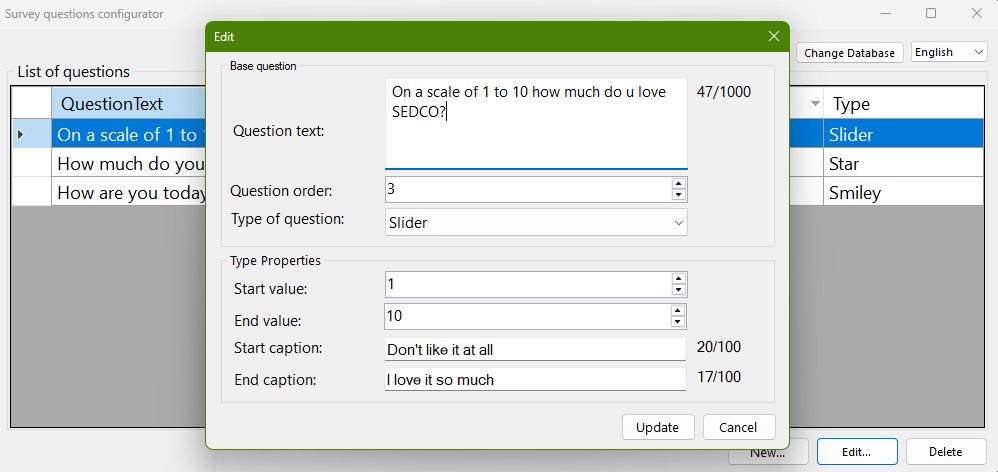 Survey questions configurator
Edit
Change Database
English
List of questions
Base question
QuestionText
Type
On a scale of 1 to
Slider
How much do you
Star
How are you today
Smiley
Question text:
On a scale of 1 to 10 how much do u love
SEDCO?
47/1000
Question order:
3
Type of question:
Slider
Type Properties
Start value:
1
End value:
10
Start caption:
Don't like it at all
20/100
End caption:
I love it so much
17/100
Update
Cancel
New...
Edit...
Delete